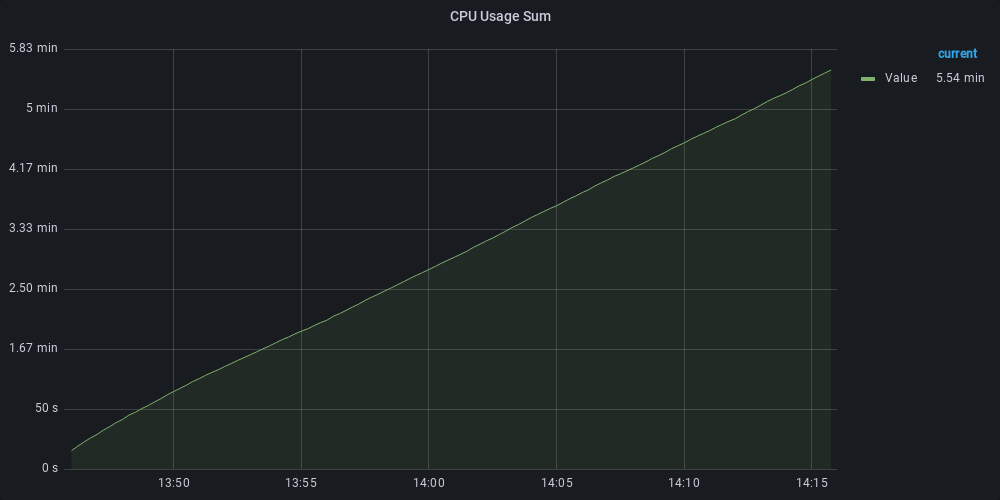 CPU Usage Sum
5.83 min
5 min
4.17 min
3.33 min
2.50 min
1.67 min
50 s
0 s
13:50 13:55 14:00 14:05 14:10 14:15
current
Value 5.54 min